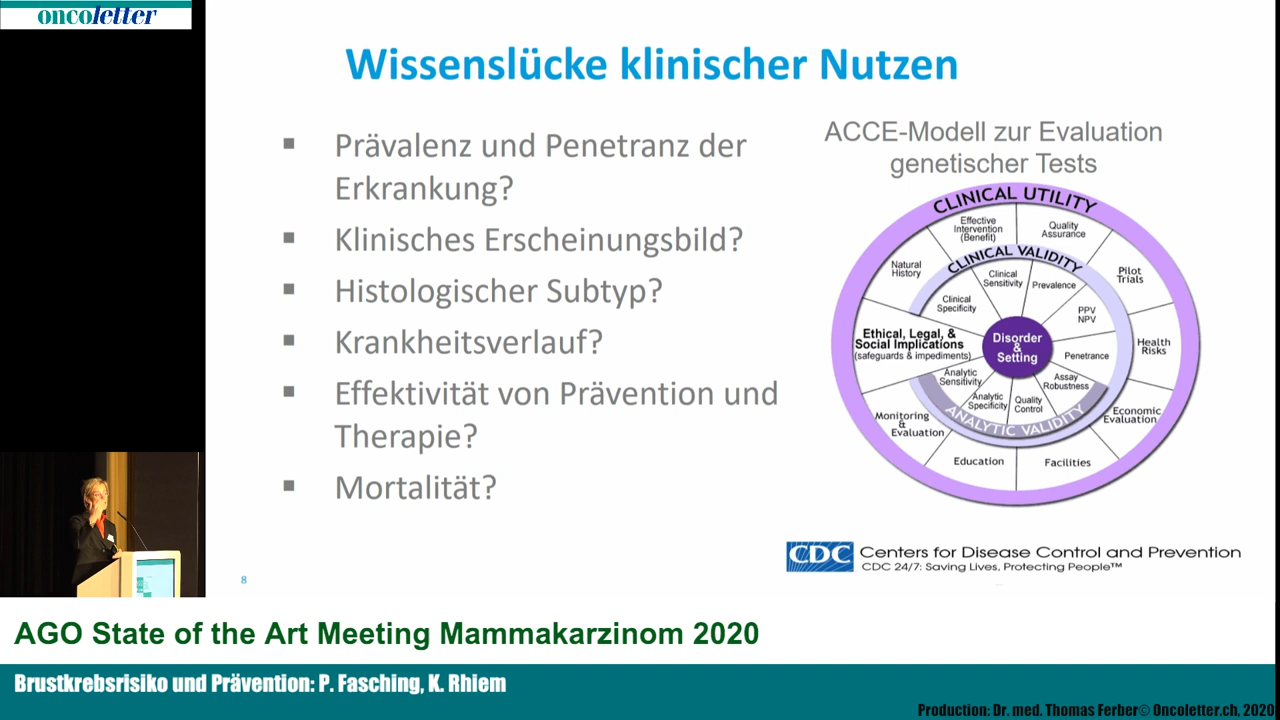 oncoletter
Wissenslücke klinischer Nutzen
▪ Prävalenz und Penetranz der
Erkrankung?
▪ Klinisches Erscheinungsbild?
▪ Histologischer Subtyp?
▪ Krankheitsverlauf?
▪ Effektivität von Prävention und
Therapie?
▪ Mortalität?
8
ACCE-Modell zur Evaluation
genetischer Tests
CLINICAL UTILITY
Effective
Intervention
(Benefit)
Quality
Assurance
Natural
History
Pilot
Trials
CLINICAL VALIDITY
Clinical
Sensitivity
Prevalence
Clinical
Specificity
PPV
NPV
Ethical, Legal, &
Social Implications
(safeguards & impediments)
Disorder
&
Setting
Penetrance
Health
Risks
Analytic
Sensitivity
Analytic
Specificity
Quality
Control
Assay
Robustness
ANALYTIC VALIDITY
Monitoring
&
Evaluation
Economic
Evaluation
Education
Facilities
CDC
Centers for Disease Control and Prevention
CDC 24/7: Saving Lives, Protecting People™
AGO State of the Art Meeting Mammakarzinom 2020
Brustkrebsrisiko und Prävention: P. Fasching, K. Rhiem
Production: Dr. med. Thomas Ferber© Oncoletter.ch, 2020